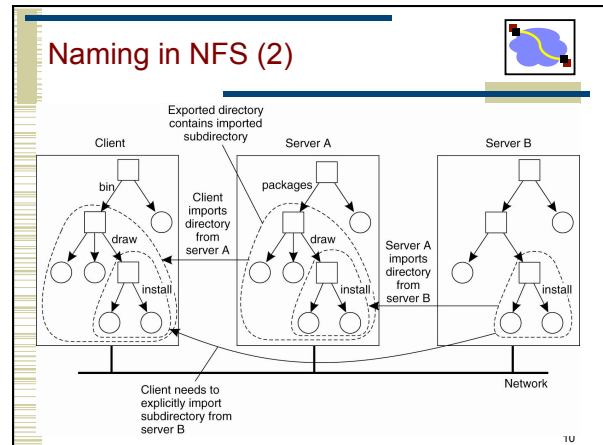 Naming in NFS (2)
Exported directory
contains imported
subdirectory
Client
Server A
Server B
bin
packages
Client
imports
directory
from
server A
draw
draw
Server A
imports
directory
from
server B
install
install
install
Client needs to
explicitly import
subdirectory from
server B
Network
10